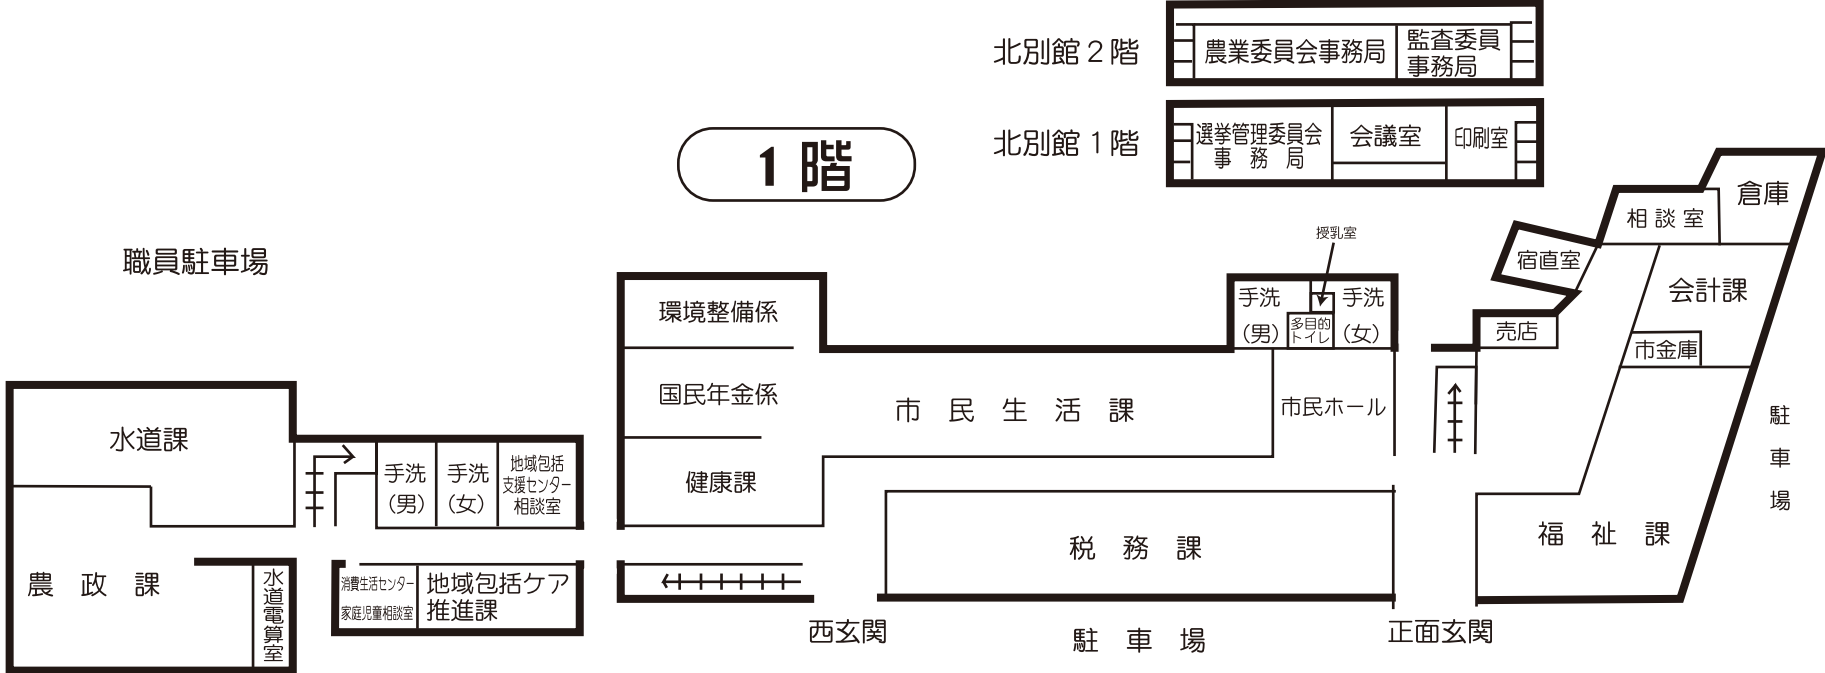 北別館2階
農業委員会事務局
監査委員
事務局
北別館1階
選挙管理委員会
事務局
会議室
印刷室
1階
職員駐車場
倉庫
相談室
宿直室
会計課
売店
市金庫
授乳室
手洗
(男)
多目的
トイレ
手洗
(女)
環境整備係
国民年金係
健康課
市民生活課
市民ホール
駐車場
水道課
手洗
(男)
手洗
(女)
地域包括
支援センター
相談室
農政課
水道電算室
消費生活センター
家庭児童相談室
地域包括ケア
推進課
税務課
福祉課
西玄関
駐車場
正面玄関